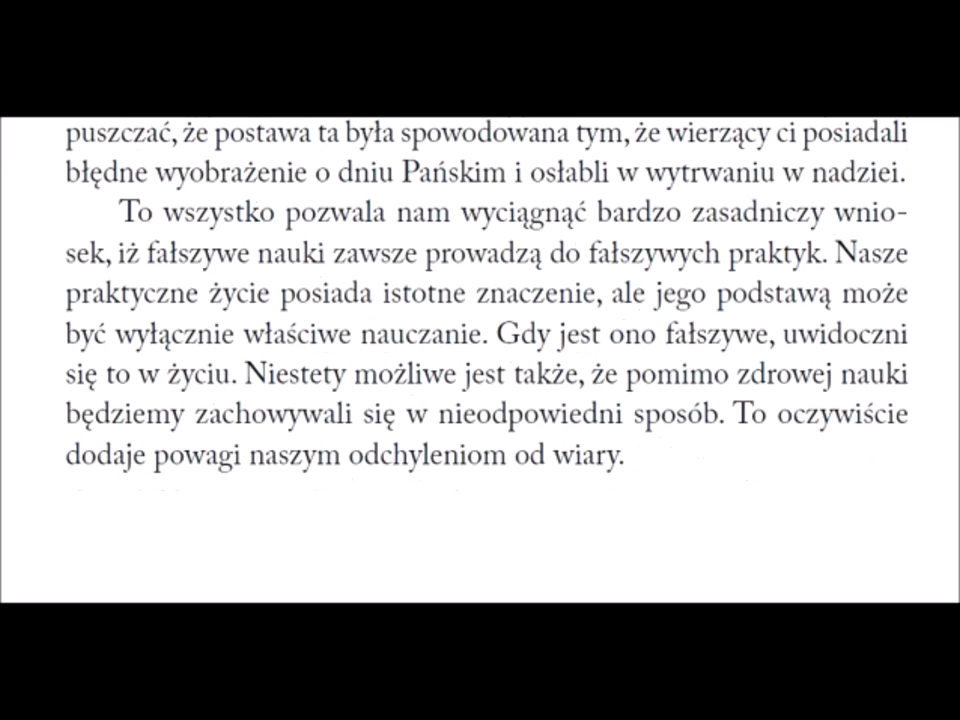 puszczać, że postawa ta była spowodowana tym, że wierzący ci posiadali
błędne wyobrażenie o dniu Pańskim i osłabli w wytrwaniu w nadziei.
To wszystko pozwala nam wyciągnąć bardzo zasadniczy wnio-
sek, iż fałszywe nauki zawsze prowadzą do fałszywych praktyk. Nasze
praktyczne życie posiada istotne znaczenie, ale jego podstawą może
być wyłącznie właściwe nauczanie. Gdy jest ono fałszywe, uwidoczni
się to w życiu. Niestety możliwe jest także, że pomimo zdrowej nauki
będziemy zachowywali się w nieodpowiedni sposób. To oczywiście
dodaje powagi naszym odchyleniom od wiary.